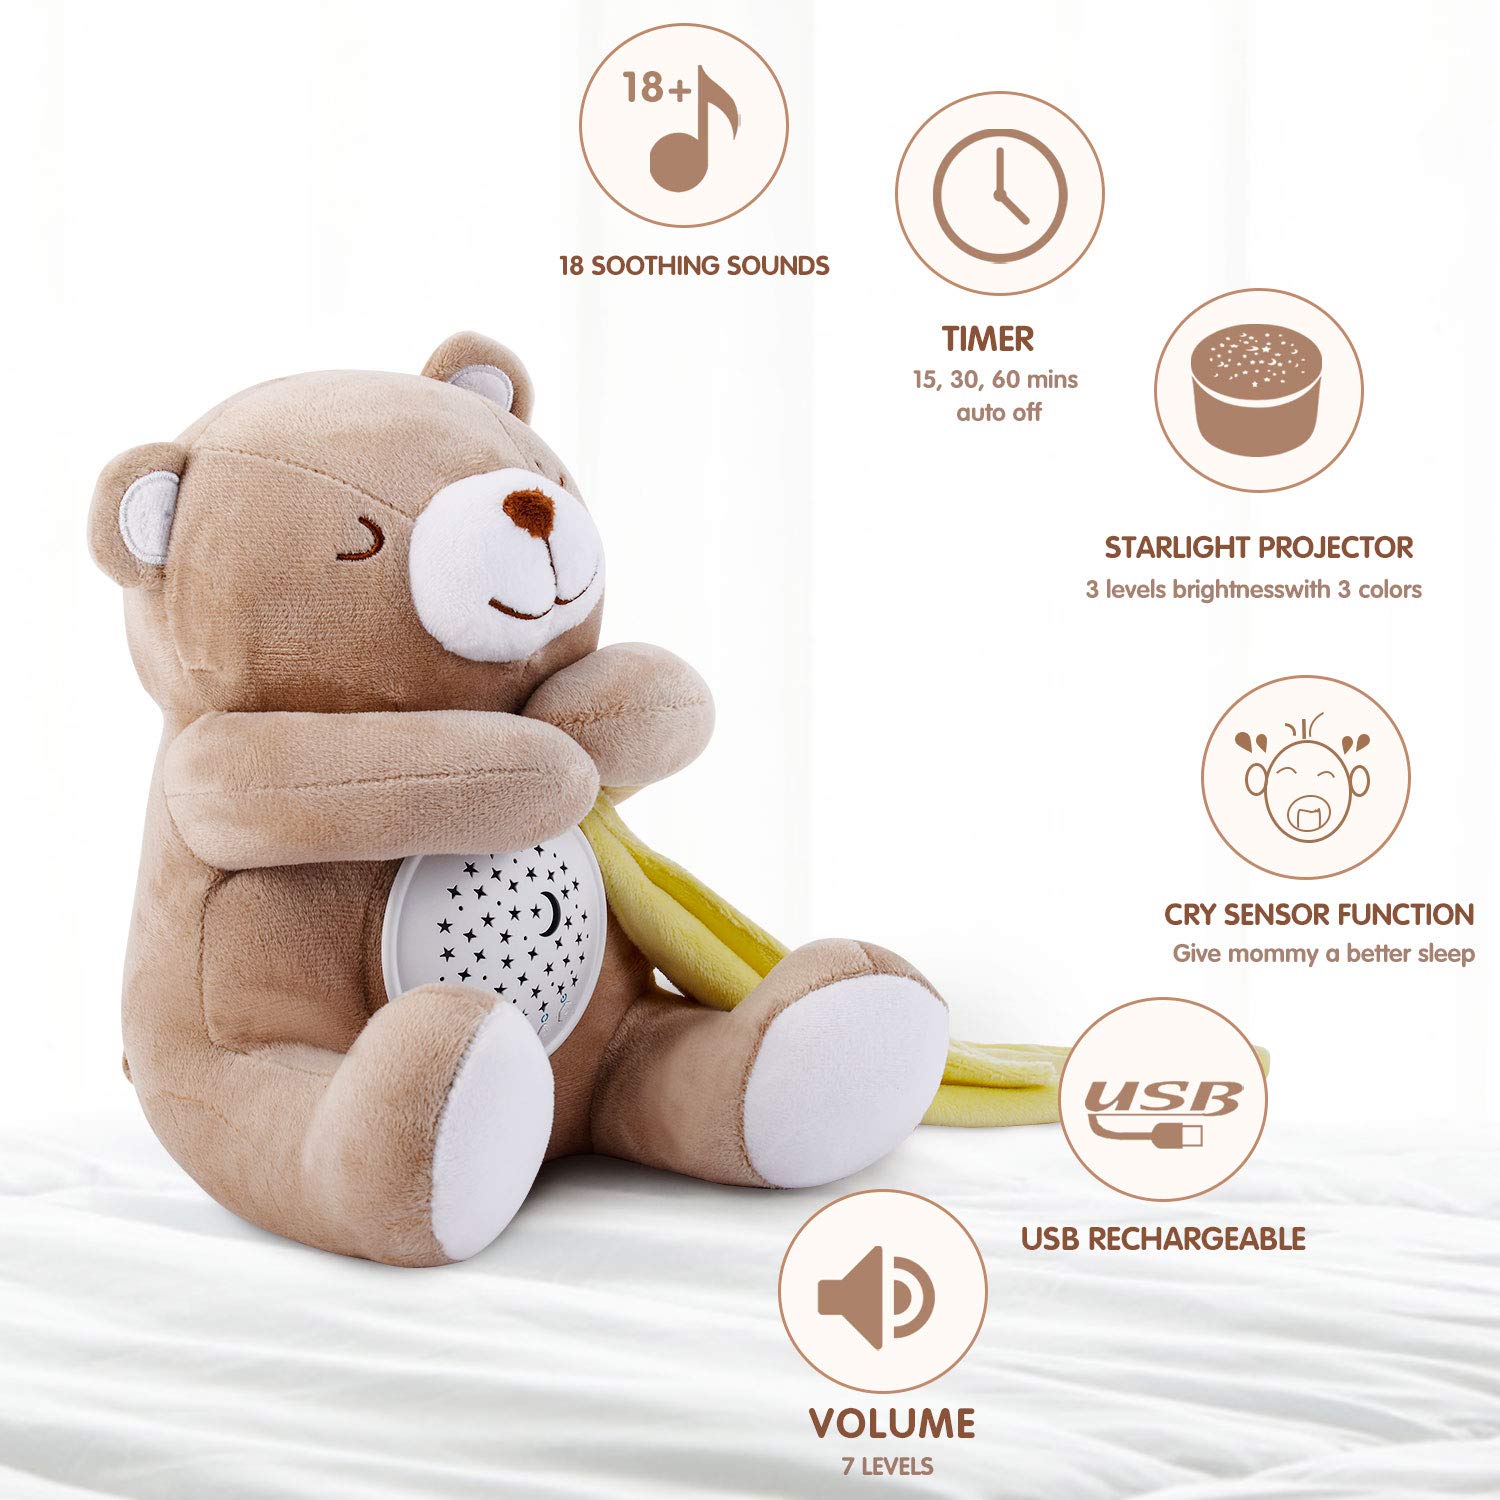 18+
18 SOOTHING SOUNDS
TIMER
15, 30, 60 mins
auto off
STARLIGHT PROJECTOR
3 levels brightnesswith 3 colors
CRY SENSOR FUNCTION
Give mommy a better sleep
USB
USB RECHARGEABLE
VOLUME
7 LEVELS